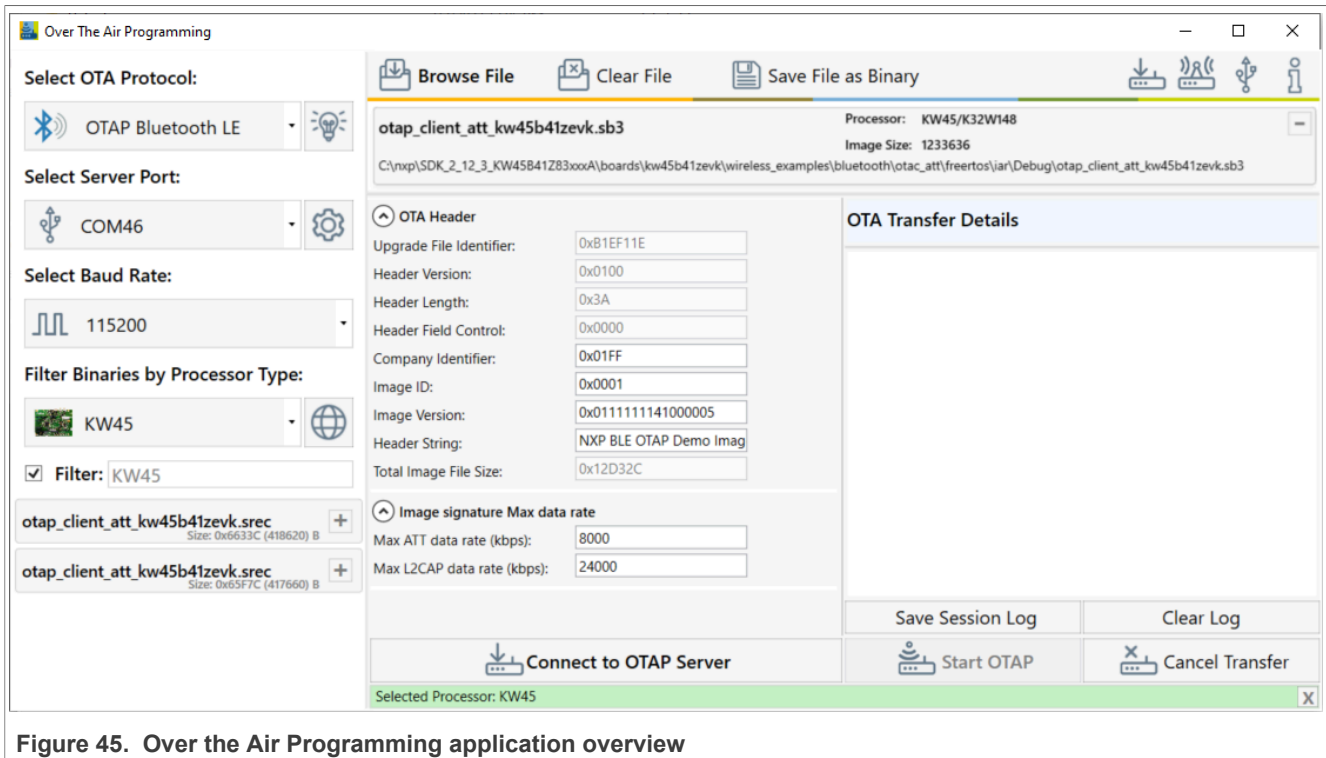 Over The Air Programming
Select OTA Protocol:
OTAP Bluetooth LE
Select Server Port:
COM46
Select Baud Rate:
115200
Filter Binaries by Processor Type:
KW45
Filter: KW45
otap_client_att_kw45b41zevk.srec
Size: 0x6633C (418620) B
otap_client_att_kw45b41zevk.srec
Size: 0x65F7C (417660) B
Browse File Clear File Save File as Binary
otap_client_att_kw45b41zevk.sb3
Processor: KW45/K32W148
Image Size: 1233636
C:\nxp\SDK_2_12_3_KW45B41Z83xxxA\boards\kw45b41zevk\wireless_examples\bluetooth\otac_att\freertos\iar\Debug\otap_client_att_kw45b41zevk.sb3
OTA Header
Upgrade File Identifier: 0xB1EF11E
Header Version: 0x0100
Header Length: 0x3A
Header Field Control: 0x0000
Company Identifier: 0x01FF
Image ID: 0x0001
Image Version: 0x0111111141000005
Header String: NXP BLE OTAP Demo Imag
Total Image File Size: 0x12D32C
Image signature Max data rate
Max ATT data rate (kbps): 8000
Max L2CAP data rate (kbps): 24000
OTA Transfer Details
Save Session Log Clear Log
Connect to OTAP Server Start OTAP Cancel Transfer
Selected Processor: KW45 X
Figure 45. Over the Air Programming application overview